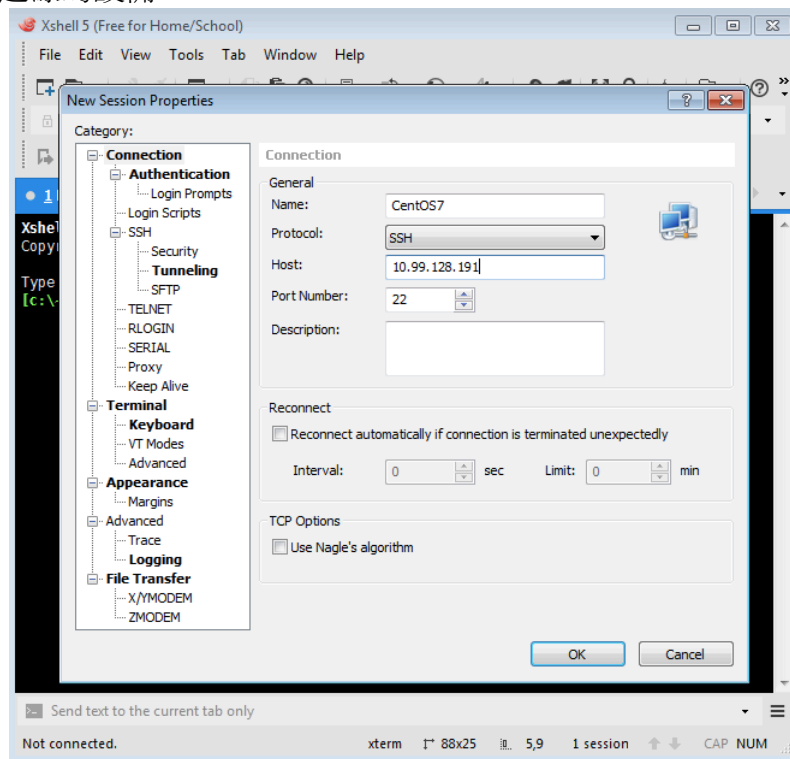 Xshell 5 (Free for Home/School)
File Edit View Tools Tab Window Help
New Session Properties
Category:
Connection
Authentication
Login Prompts
Login Scripts
SSH
Security
Tunneling
SFTP
TELNET
RLOGIN
SERIAL
Proxy
Keep Alive
Terminal
Keyboard
VT Modes
Advanced
Appearance
Margins
Advanced
Trace
Logging
File Transfer
X/YMODEM
ZMODEM
Connection
General
Name: CentOS7
Protocol: SSH
Host: 10.99.128.191
Port Number: 22
Description:
Reconnect
Reconnect automatically if connection is terminated unexpectedly
Interval: 0 sec Limit: 0 min
TCP Options
Use Nagle's algorithm
OK Cancel
1
Xshel
Copyr
Type
[c:\~
Send text to the current tab only
Not connected. xterm 88x25 5,9 1 session CAP NUM